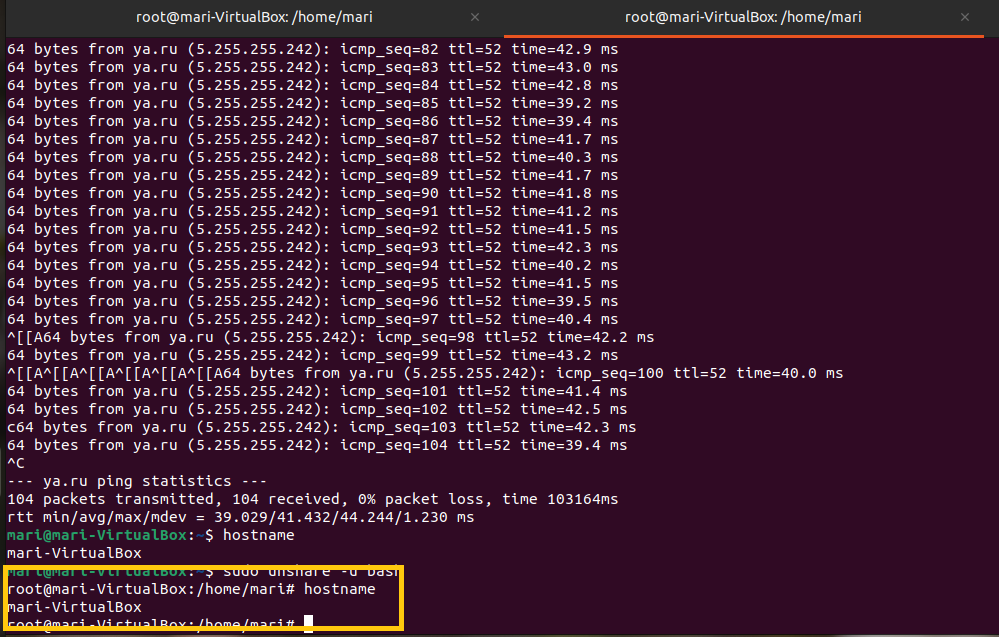 root@mari-VirtualBox: /home/mari × root@mari-VirtualBox: /home/mari ×
64 bytes from ya.ru (5.255.255.242): icmp_seq=82 ttl=52 time=42.9 ms
64 bytes from ya.ru (5.255.255.242): icmp_seq=83 ttl=52 time=43.0 ms
64 bytes from ya.ru (5.255.255.242): icmp_seq=84 ttl=52 time=42.8 ms
64 bytes from ya.ru (5.255.255.242): icmp_seq=85 ttl=52 time=39.2 ms
64 bytes from ya.ru (5.255.255.242): icmp_seq=86 ttl=52 time=39.4 ms
64 bytes from ya.ru (5.255.255.242): icmp_seq=87 ttl=52 time=41.7 ms
64 bytes from ya.ru (5.255.255.242): icmp_seq=88 ttl=52 time=40.3 ms
64 bytes from ya.ru (5.255.255.242): icmp_seq=89 ttl=52 time=41.7 ms
64 bytes from ya.ru (5.255.255.242): icmp_seq=90 ttl=52 time=41.8 ms
64 bytes from ya.ru (5.255.255.242): icmp_seq=91 ttl=52 time=41.2 ms
64 bytes from ya.ru (5.255.255.242): icmp_seq=92 ttl=52 time=41.5 ms
64 bytes from ya.ru (5.255.255.242): icmp_seq=93 ttl=52 time=42.3 ms
64 bytes from ya.ru (5.255.255.242): icmp_seq=94 ttl=52 time=40.2 ms
64 bytes from ya.ru (5.255.255.242): icmp_seq=95 ttl=52 time=41.5 ms
64 bytes from ya.ru (5.255.255.242): icmp_seq=96 ttl=52 time=39.5 ms
64 bytes from ya.ru (5.255.255.242): icmp_seq=97 ttl=52 time=40.4 ms
^[[A64 bytes from ya.ru (5.255.255.242): icmp_seq=98 ttl=52 time=42.2 ms
64 bytes from ya.ru (5.255.255.242): icmp_seq=99 ttl=52 time=43.2 ms
^[[A^[[A^[[A^[[A^[[A^[[A64 bytes from ya.ru (5.255.255.242): icmp_seq=100 ttl=52 time=40.0 ms
64 bytes from ya.ru (5.255.255.242): icmp_seq=101 ttl=52 time=41.4 ms
64 bytes from ya.ru (5.255.255.242): icmp_seq=102 ttl=52 time=42.5 ms
c64 bytes from ya.ru (5.255.255.242): icmp_seq=103 ttl=52 time=42.3 ms
64 bytes from ya.ru (5.255.255.242): icmp_seq=104 ttl=52 time=39.4 ms
^C
--- ya.ru ping statistics ---
104 packets transmitted, 104 received, 0% packet loss, time 103164ms
rtt min/avg/max/mdev = 39.029/41.432/44.244/1.230 ms
mari@mari-VirtualBox:~$ hostname
mari-VirtualBox
mari@mari-VirtualBox:~$ sudo unshare -u bash
root@mari-VirtualBox:/home/mari# hostname
mari-VirtualBox
root@mari-VirtualBox:/home/mari#